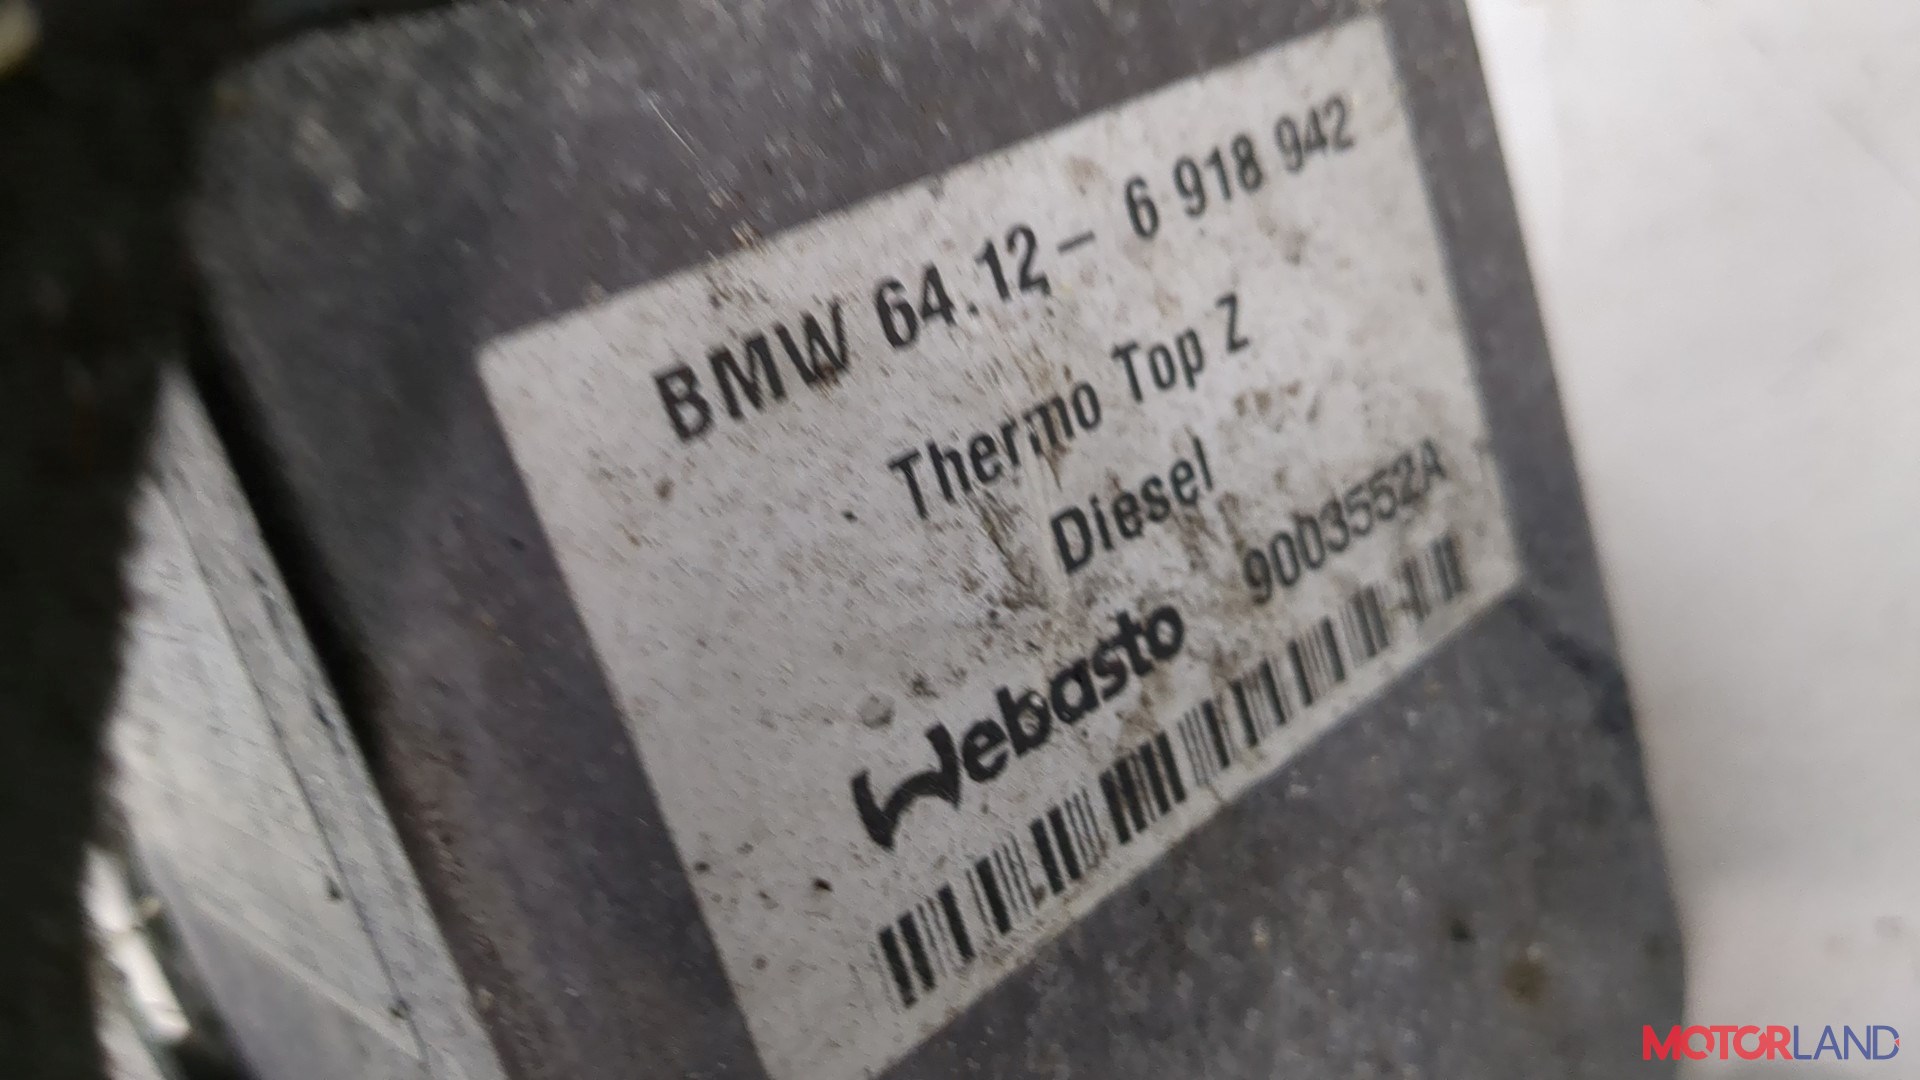 BMW 64.12- 6 918 942
Thermo Top Z
Diesel
Webasto 9003552A
MOTORLAND